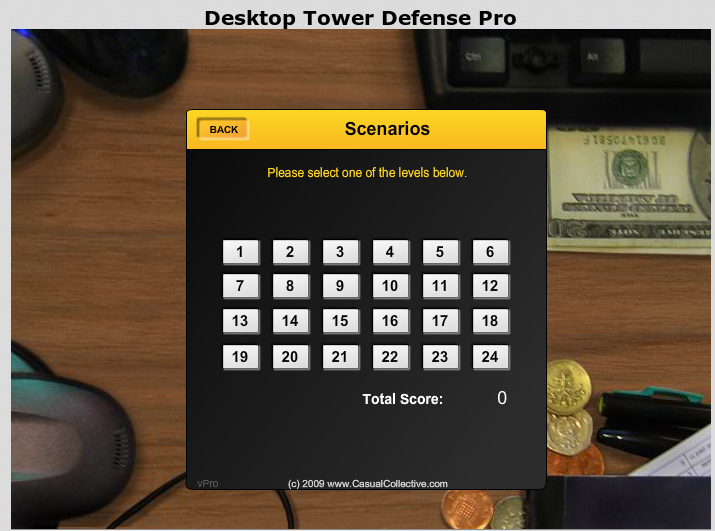 Desktop Tower Defense Pro
Ctrl
Alt
BACK
Scenarios
Please select one of the levels below.
1 2 3 4 5 6
7 8 9 10 11 12
13 14 15 16 17 18
19 20 21 22 23 24
Total Score: 0
vPro
(c) 2009 www.CasualCollective.com